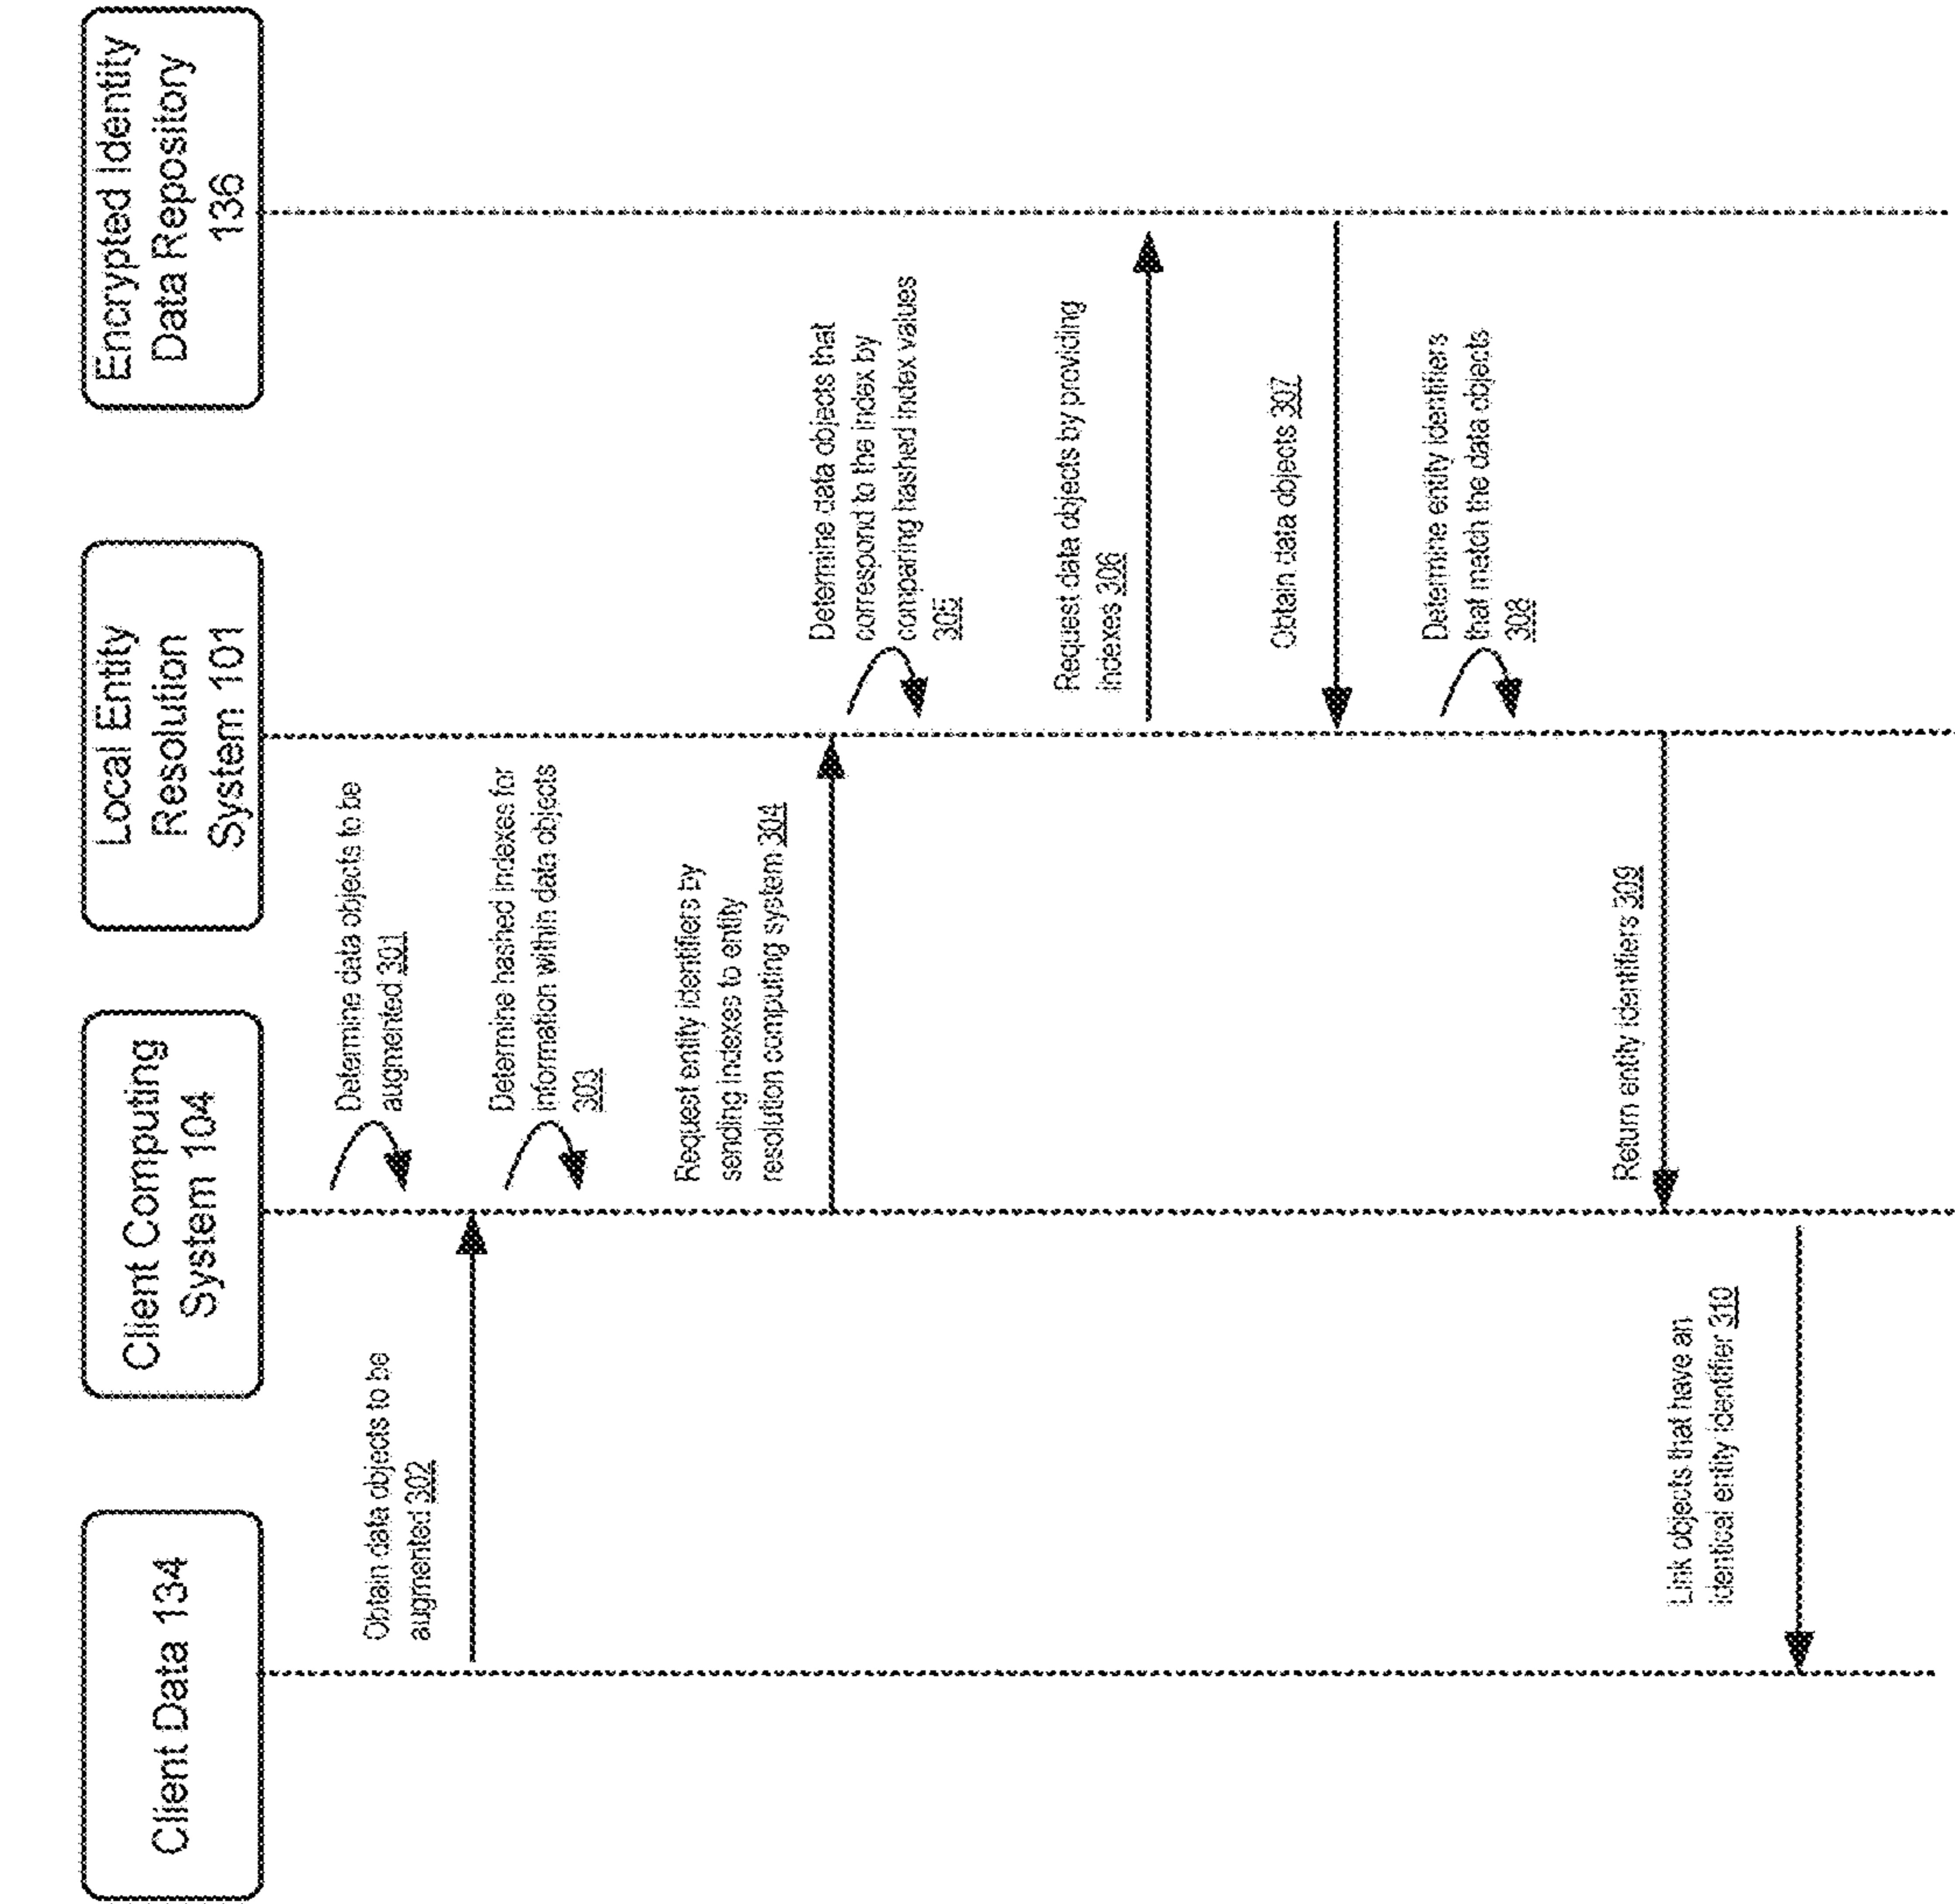 Client Data 134
Client Computing
System 104
Local Entity
Resolution
System 101
Encrypted Identity
Data Repository
136
Determine data objects to be
augmented 301
Obtain data objects to be
augmented 302
Determine hashed indexes for
information within data objects
303
Request entity identifiers by
sending indexes to entity
resolution computing system 304
Determine data objects that
correspond to the index by
comparing hashed index values
305
Request data objects by providing
indexes 306
Obtain data objects 307
Determine entity identifiers
that match the data objects
308
Return entity identifiers 309
Link objects that have an
identical entity identifier 310